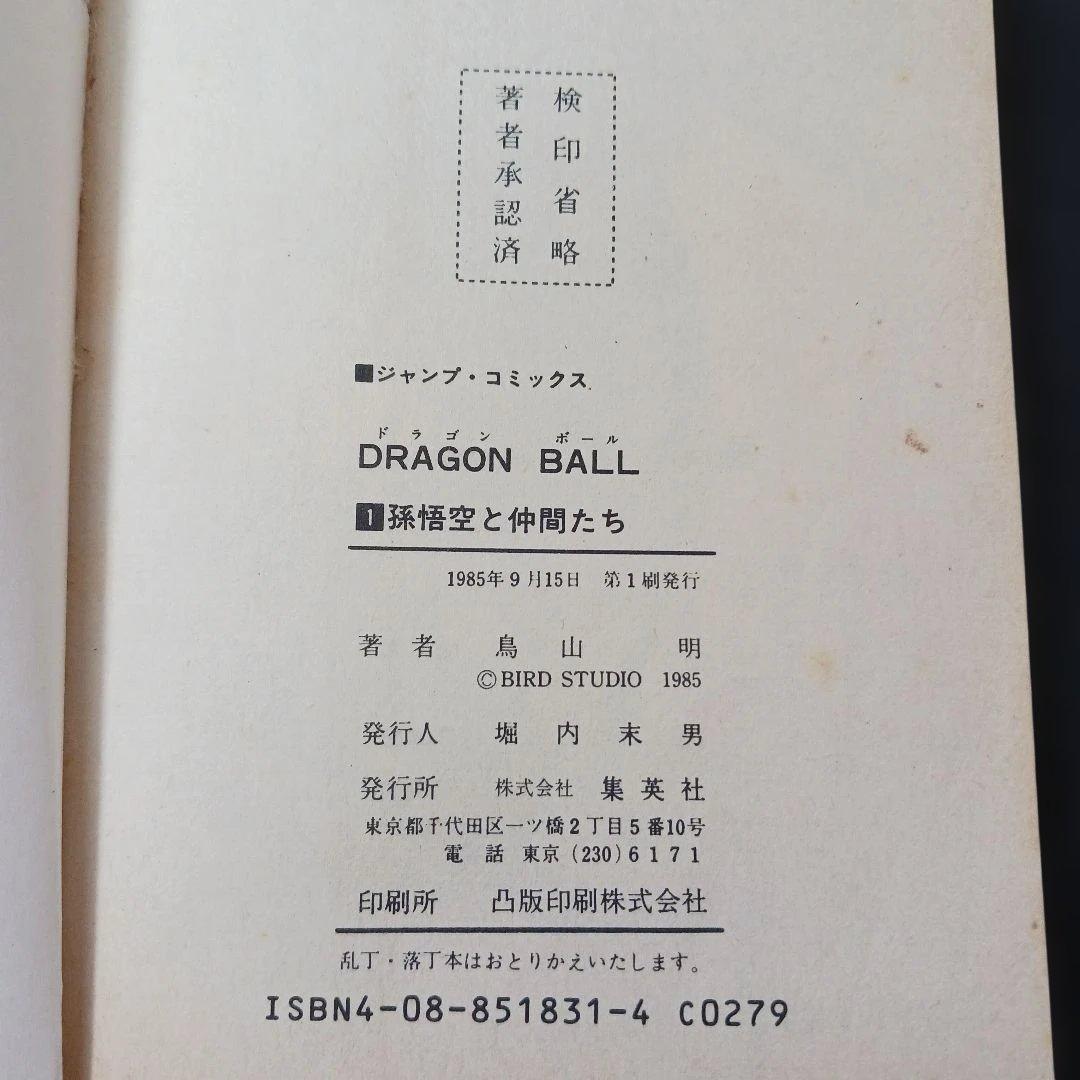 検印省略
著者承認済
■ジャンプ・コミックス
ドラゴン ボール
DRAGON BALL
1孫悟空と仲間たち
1985年9月15日 第1刷発行
著者 鳥山明
©BIRD STUDIO 1985
発行人 堀内末男
発行所 株式会社 集英社
東京都千代田区一ツ橋2丁目5番10号
電話 東京(230)6171
印刷所 凸版印刷株式会社
乱丁・落丁本はおとりかえいたします。
ISBN4-08-851831-4 C0279